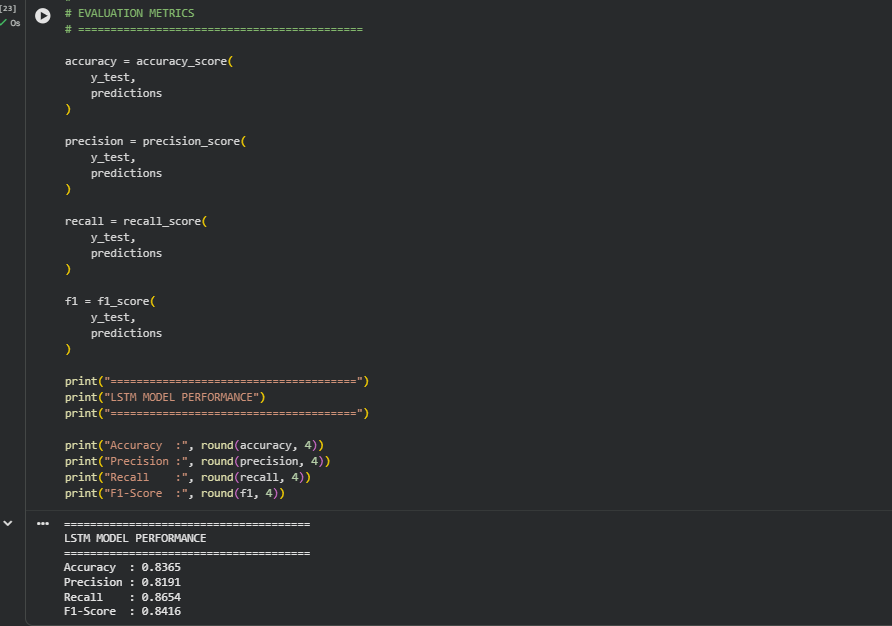 [23]
0s
# EVALUATION METRICS
# ============================================
accuracy = accuracy_score(
    y_test,
    predictions
)
precision = precision_score(
    y_test,
    predictions
)
recall = recall_score(
    y_test,
    predictions
)
f1 = f1_score(
    y_test,
    predictions
)
print("======================================")
print("LSTM MODEL PERFORMANCE")
print("======================================")
print("Accuracy  :", round(accuracy, 4))
print("Precision :", round(precision, 4))
print("Recall    :", round(recall, 4))
print("F1-Score  :", round(f1, 4))
======================================
LSTM MODEL PERFORMANCE
======================================
Accuracy  : 0.8365
Precision : 0.8191
Recall    : 0.8654
F1-Score  : 0.8416